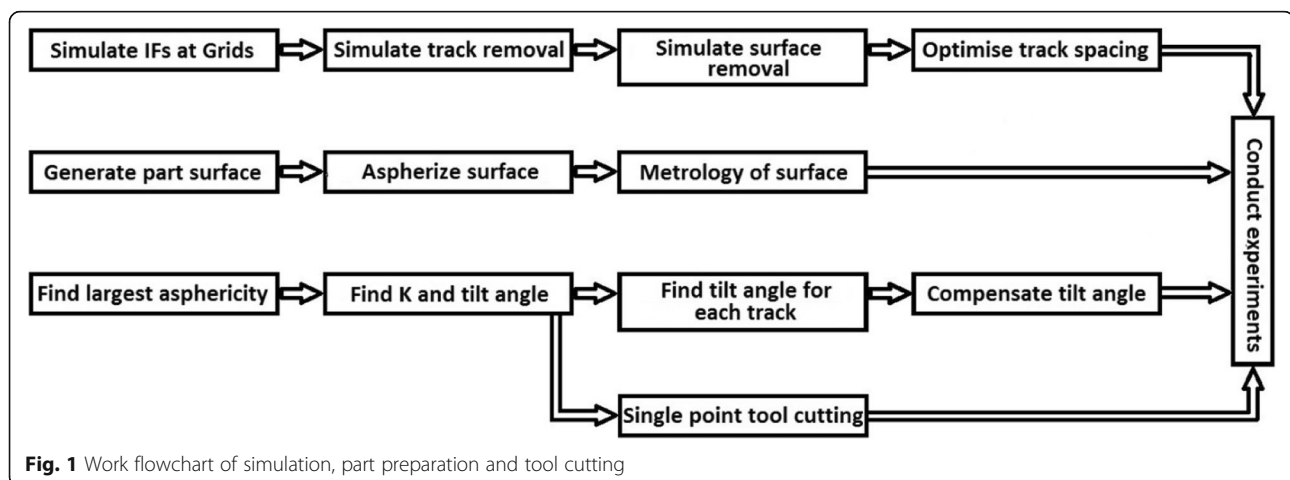 Simulate IFs at Grids
Simulate track removal
Simulate surface
removal
Optimise track spacing
Generate part surface
Aspherize surface
Metrology of surface
Conduct experiments
Find largest asphericity
Find K and tilt angle
Find tilt angle for
each track
Compensate tilt angle
Single point tool cutting
Fig. 1 Work flowchart of simulation, part preparation and tool cutting